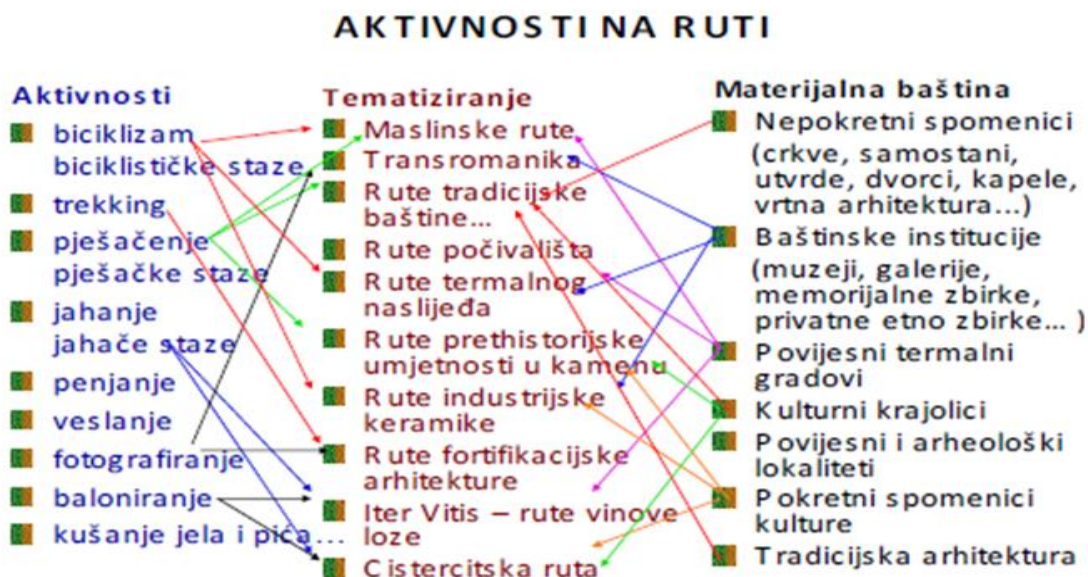 AKTIVNOSTI NA RUTI
Aktivnosti
biciklizam
biciklističke staze
trekking
pješačenje
pješačke staze
jahanje
jahače staze
penjanje
veslanje
fotografiranje
baloniranje
kušanje jela i pića...
Tematiziranje
Maslinske rute
Transromanika
Rute tradicijske
baštine...
Rute počivališta
Rute termalnog
naslijeđa
Rute prethistorijske
umjetnosti u kamenu
Rute industrijske
keramike
Rute fortifikacijske
arhitekture
Iter Vitis – rute vinove
loze
Cistercitska ruta
Materijalna baština
Nepokretni spomenici
(crkve, samostani,
utvrde, dvorci, kapele,
vrtna arhitektura...)
Baštinske institucije
(muzeji, galerije,
memorijalne zbirke,
privatne etno zbirke... )
Povijesni termalni
gradovi
Kulturni krajolici
Povijesni i arheološki
lokaliteti
Pokretni spomenici
kulture
Tradicijska arhitektura